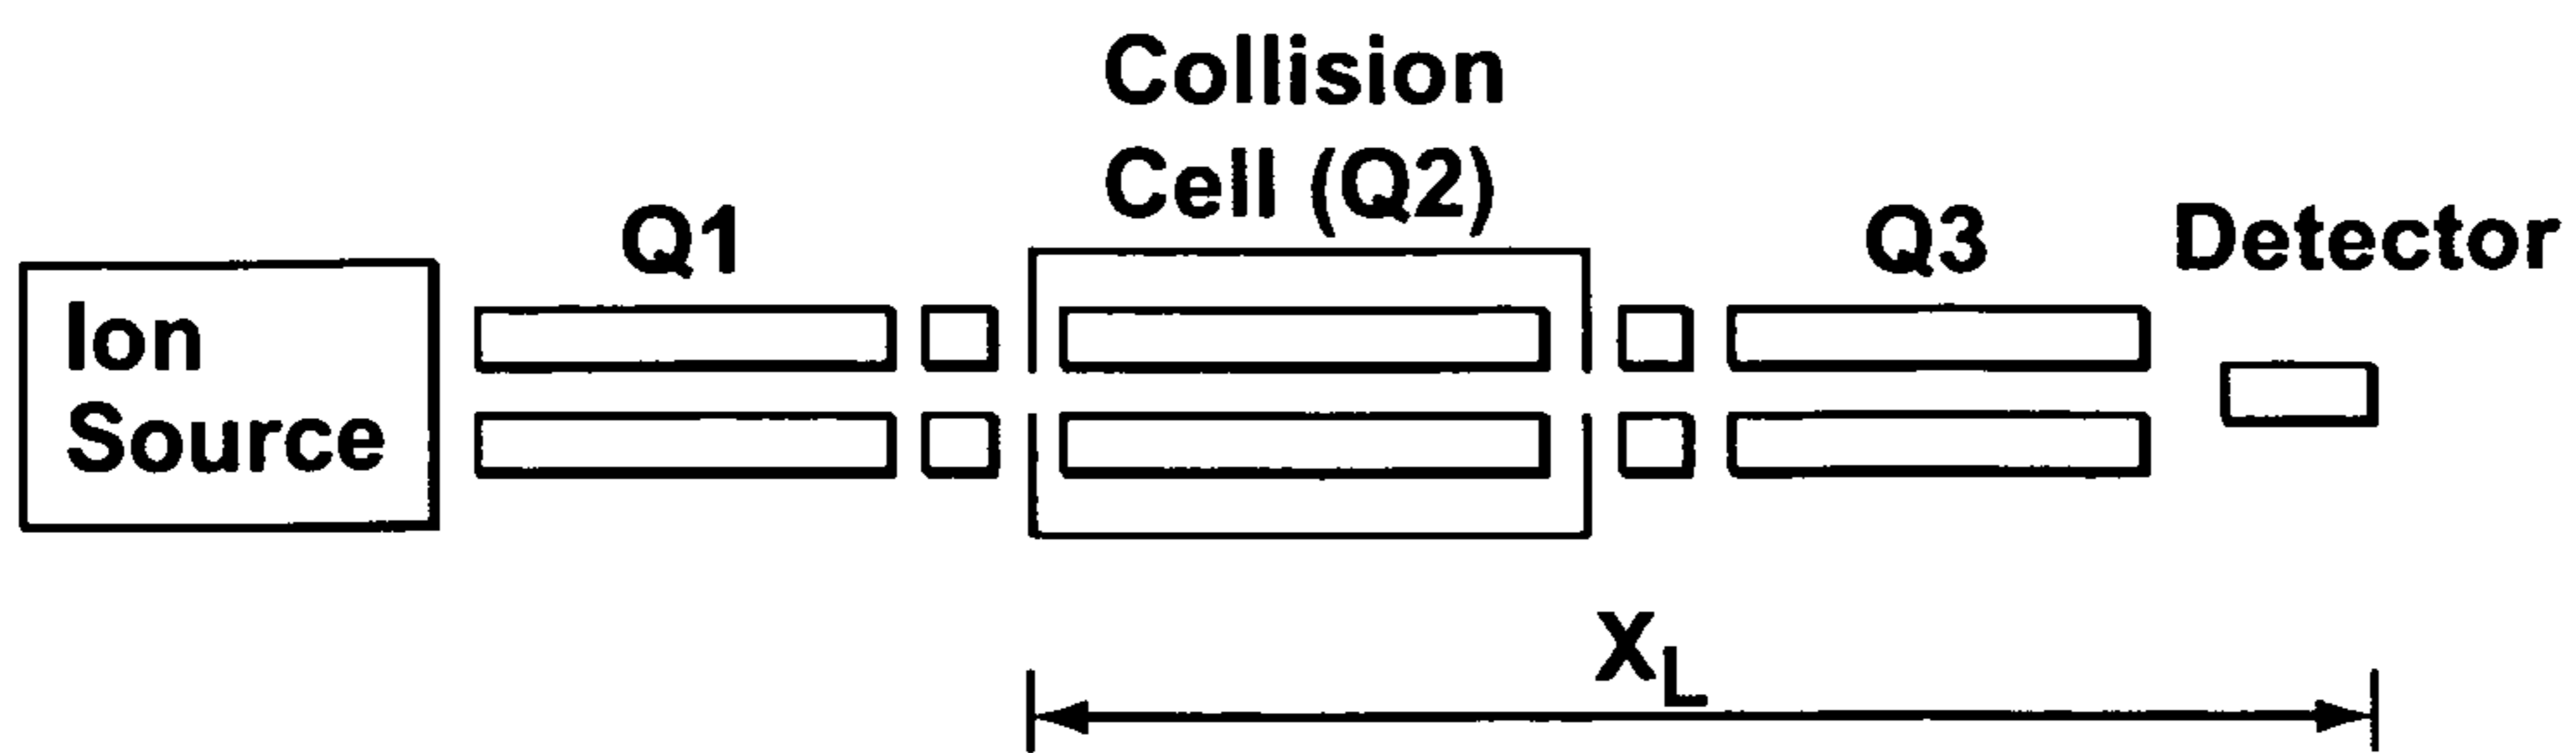 Collision
Cell (Q2)
Q1
Q3
Detector
Ion
Source
XL